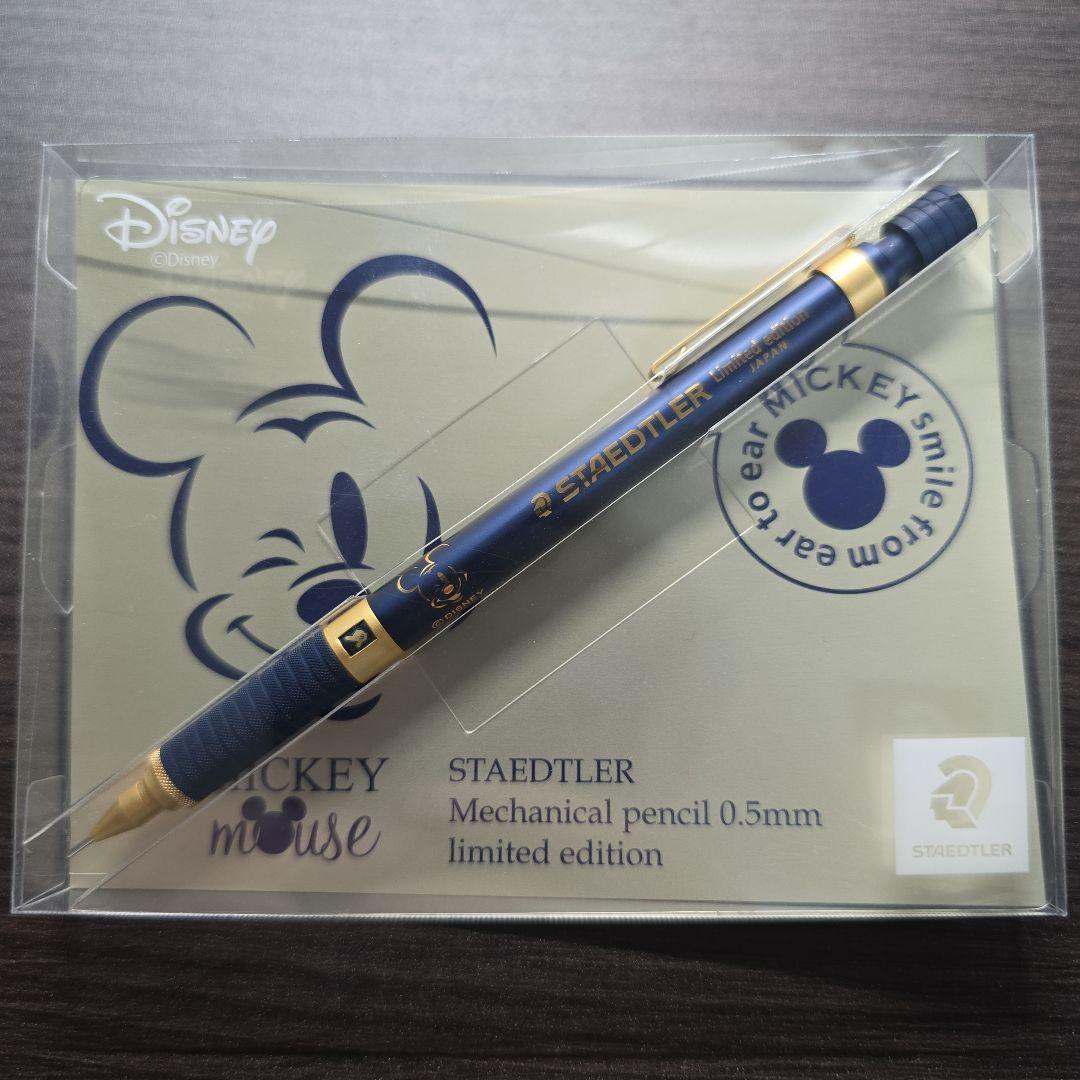 Disney
©Disney
Limited edition
JAPAN
STAEDTLER
©DISNEY
MICKEY smile from ear to ear
MICKEY
mouse
STAEDTLER
Mechanical pencil 0.5mm
limited edition
STAEDTLER